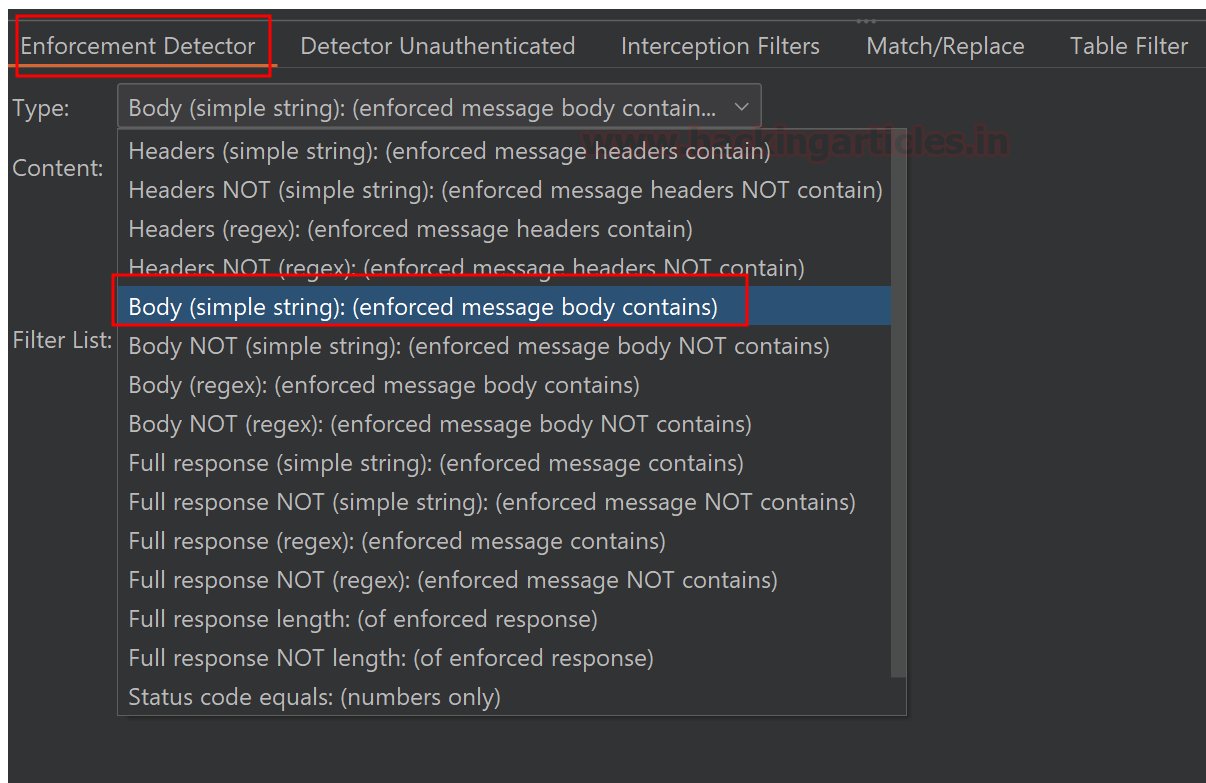 Enforcement Detector Detector Unauthenticated Interception Filters Match/Replace Table Filter
Type: Body (simple string): (enforced message body contain...
www.hackingarticles.in
Headers (simple string): (enforced message headers contain)
Content:
Headers NOT (simple string): (enforced message headers NOT contain)
Headers (regex): (enforced message headers contain)
Headers NOT (regex): (enforced message headers NOT contain)
Body (simple string): (enforced message body contains)
Filter List:
Body NOT (simple string): (enforced message body NOT contains)
Body (regex): (enforced message body contains)
Body NOT (regex): (enforced message body NOT contains)
Full response (simple string): (enforced message contains)
Full response NOT (simple string): (enforced message NOT contains)
Full response (regex): (enforced message contains)
Full response NOT (regex): (enforced message NOT contains)
Full response length: (of enforced response)
Full response NOT length: (of enforced response)
Status code equals: (numbers only)